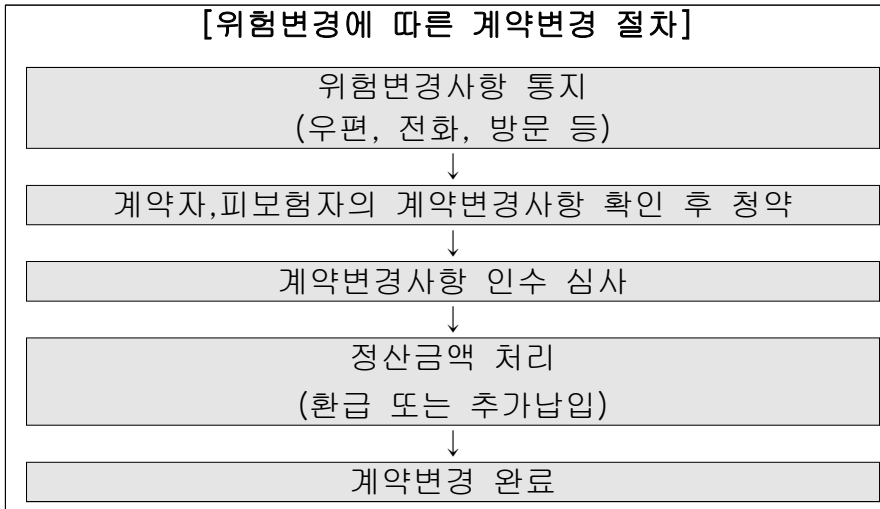 [위험변경에 따른 계약변경 절차]
위험변경사항 통지
(우편, 전화, 방문 등)
↓
계약자,피보험자의 계약변경사항 확인 후 청약
↓
계약변경사항 인수 심사
↓
정산금액 처리
(환급 또는 추가납입)
↓
계약변경 완료